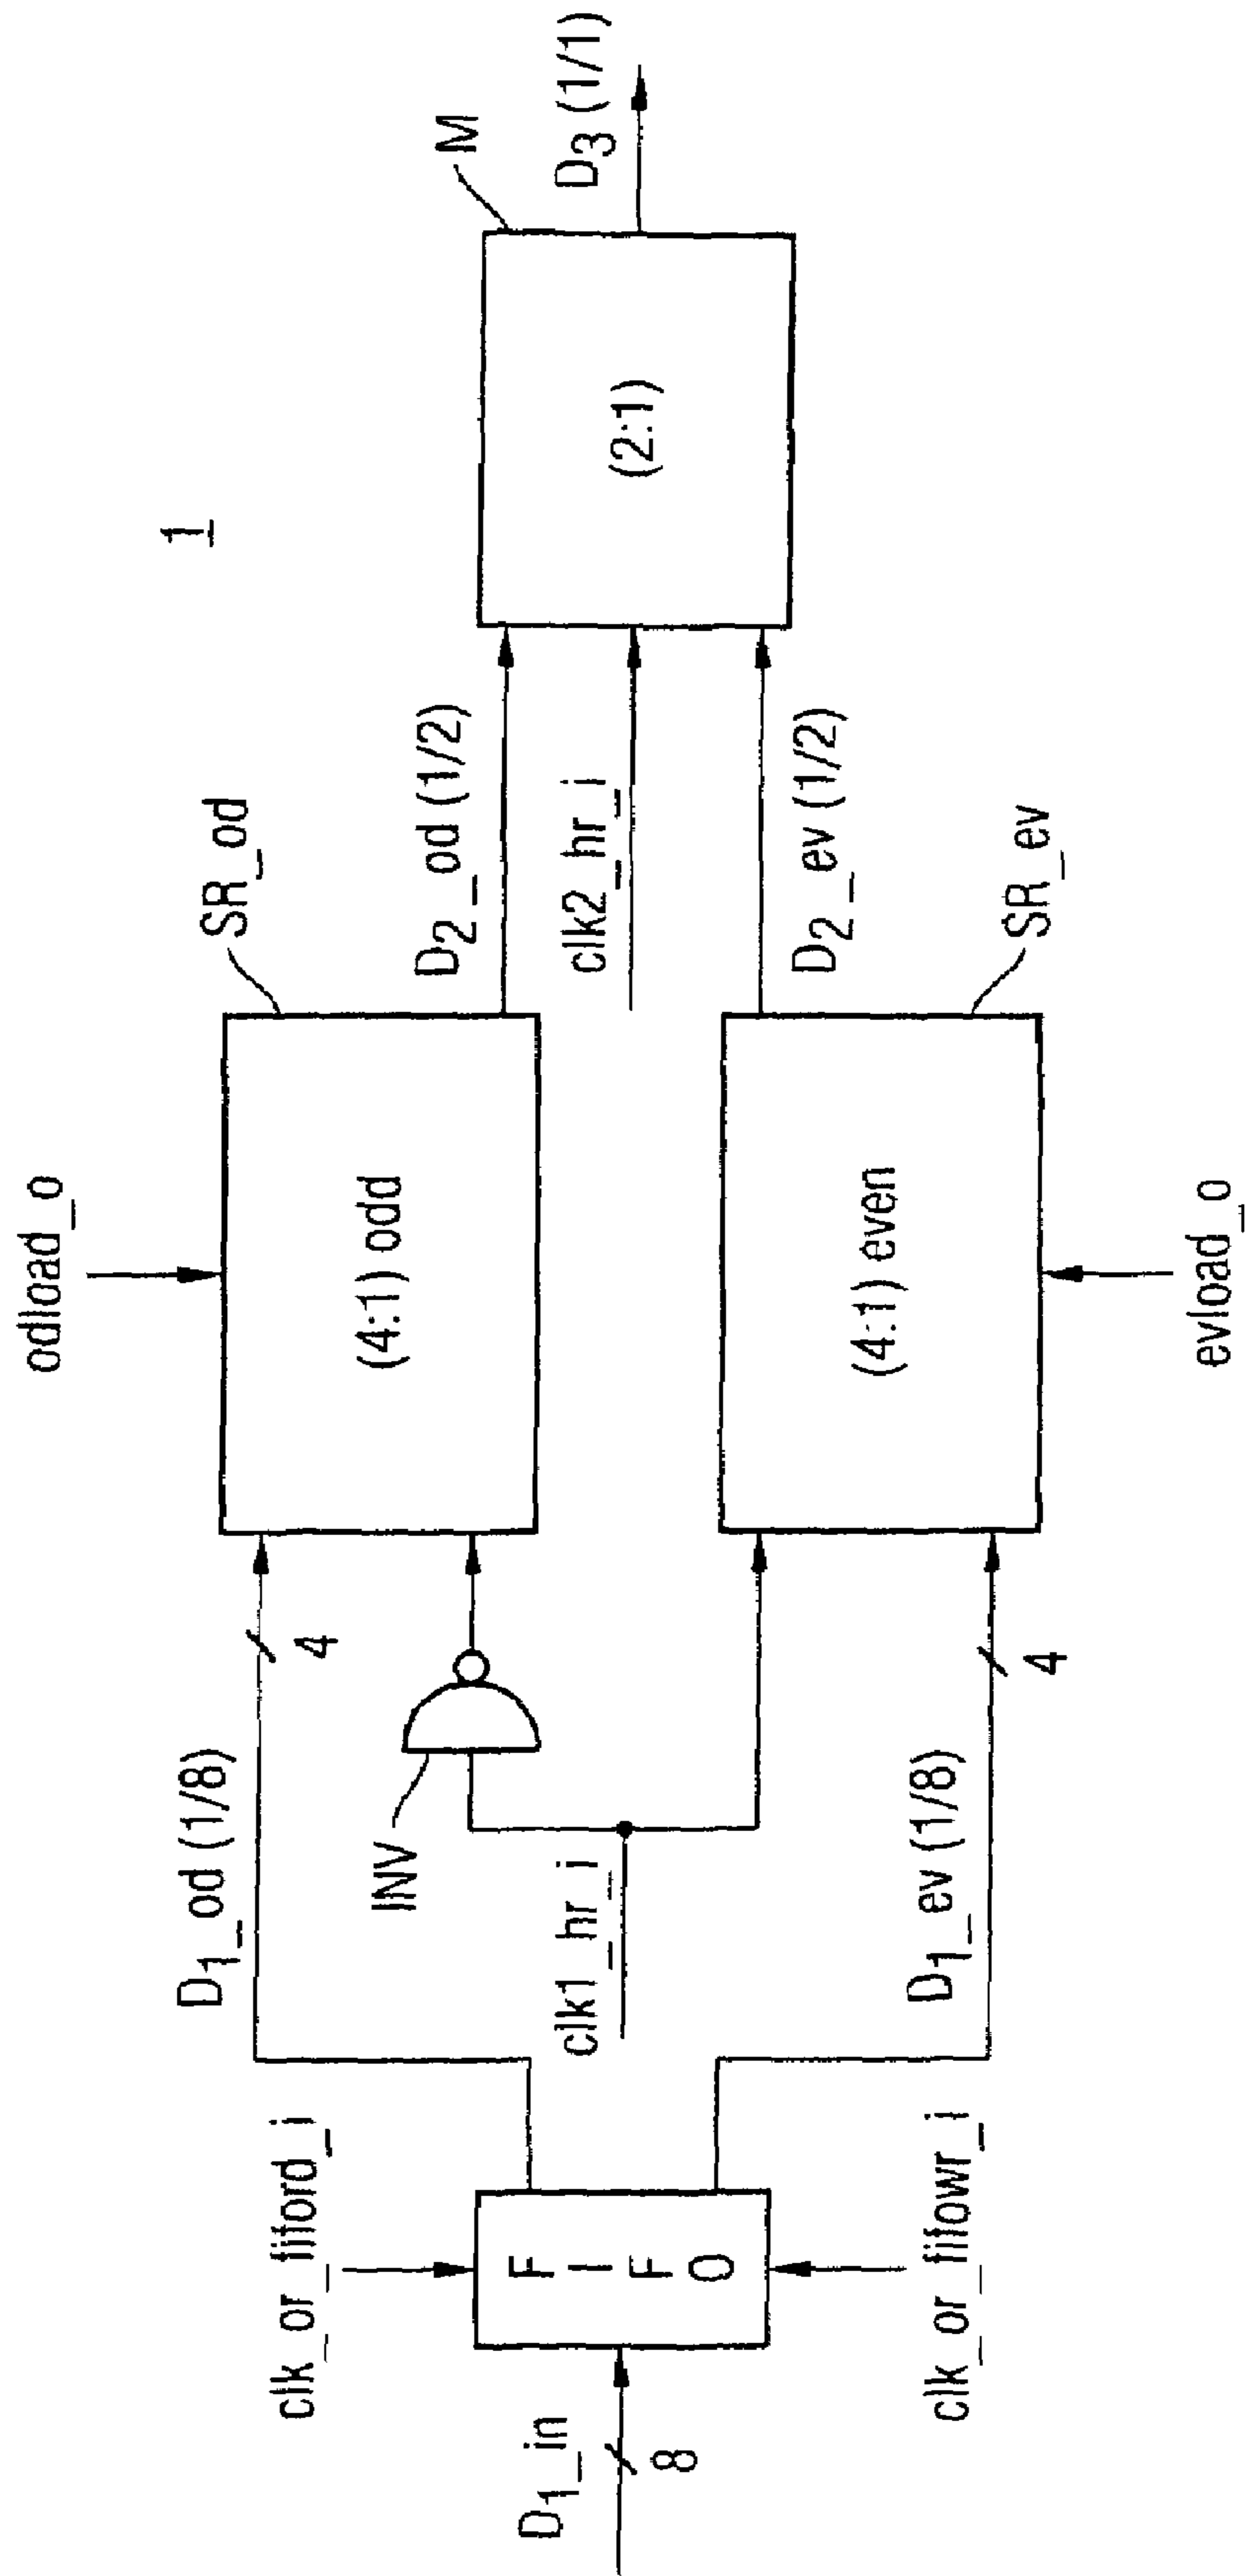 1
odload_o
SR_od
(4:1) odd
D1_od (1/8)
4
INV
clk1_hr_i
D1_ev (1/8)
4
clk_or_fiford_i
F I F O
clk_or_fifowr_i
D1_in
8
(4:1) even
SR_ev
evload_o
D2_od (1/2)
clk2_hr_i
D2_ev (1/2)
(2:1)
M
D3 (1/1)